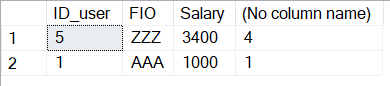 ID_user FIO Salary (No column name)
1 5 ZZZ 3400 4
2 1 AAA 1000 1